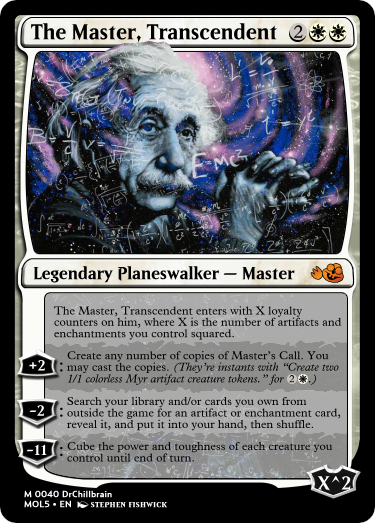 The Master, Transcendent 2
E=MC²
Legendary Planeswalker — Master
The Master, Transcendent enters with X loyalty
counters on him, where X is the number of artifacts and
enchantments you control squared.
+2: Create any number of copies of Master's Call. You
may cast the copies. (They're instants with "Create two
1/1 colorless Myr artifact creature tokens." for 2.)
-2: Search your library and/or cards you own from
outside the game for an artifact or enchantment card,
reveal it, and put it into your hand, then shuffle.
-11: Cube the power and toughness of each creature you
control until end of turn.
X^2
M 0040 DrChillbrain
MOL5 • EN STEPHEN FISHWICK